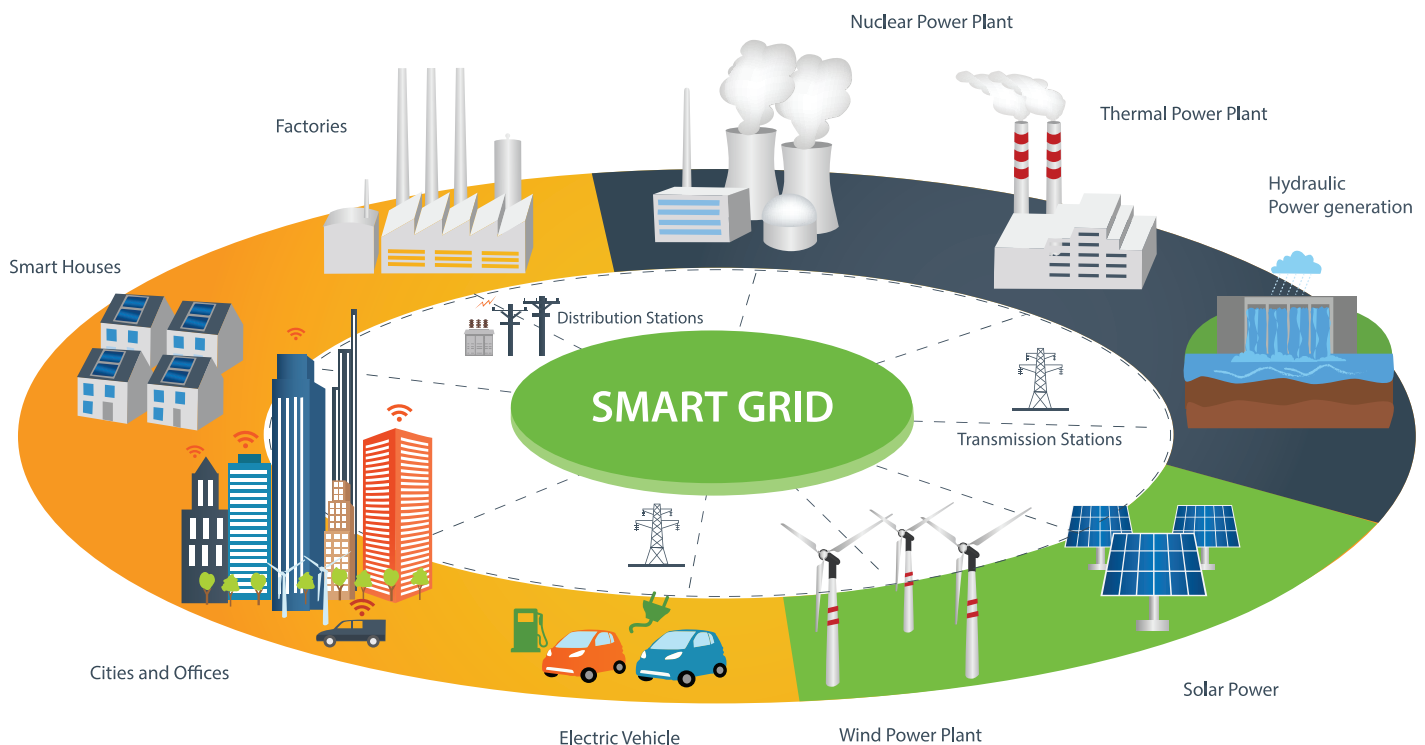 Nuclear Power Plant
Thermal Power Plant
Factories
Hydraulic
Power generation
Smart Houses
Distribution Stations
SMART GRID
Transmission Stations
Cities and Offices
Solar Power
Electric Vehicle
Wind Power Plant